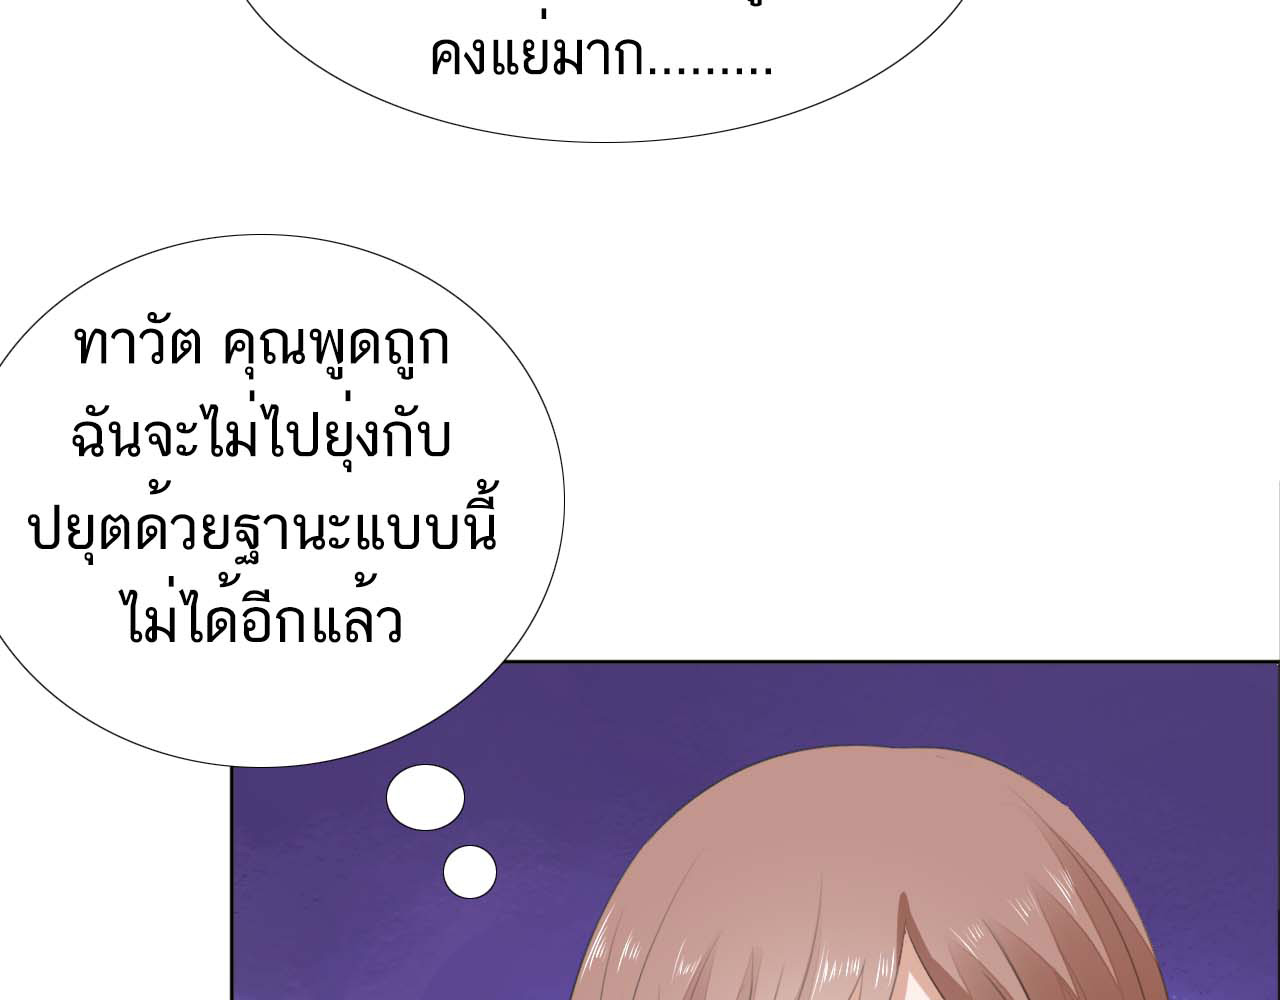 คงแย่มาก.........
ทาวัต คุณพูดถูก
ฉันจะไม่ไปยุ่งกับ
ปยุตด้วยฐานะแบบนี้
ไม่ได้อีกแล้ว